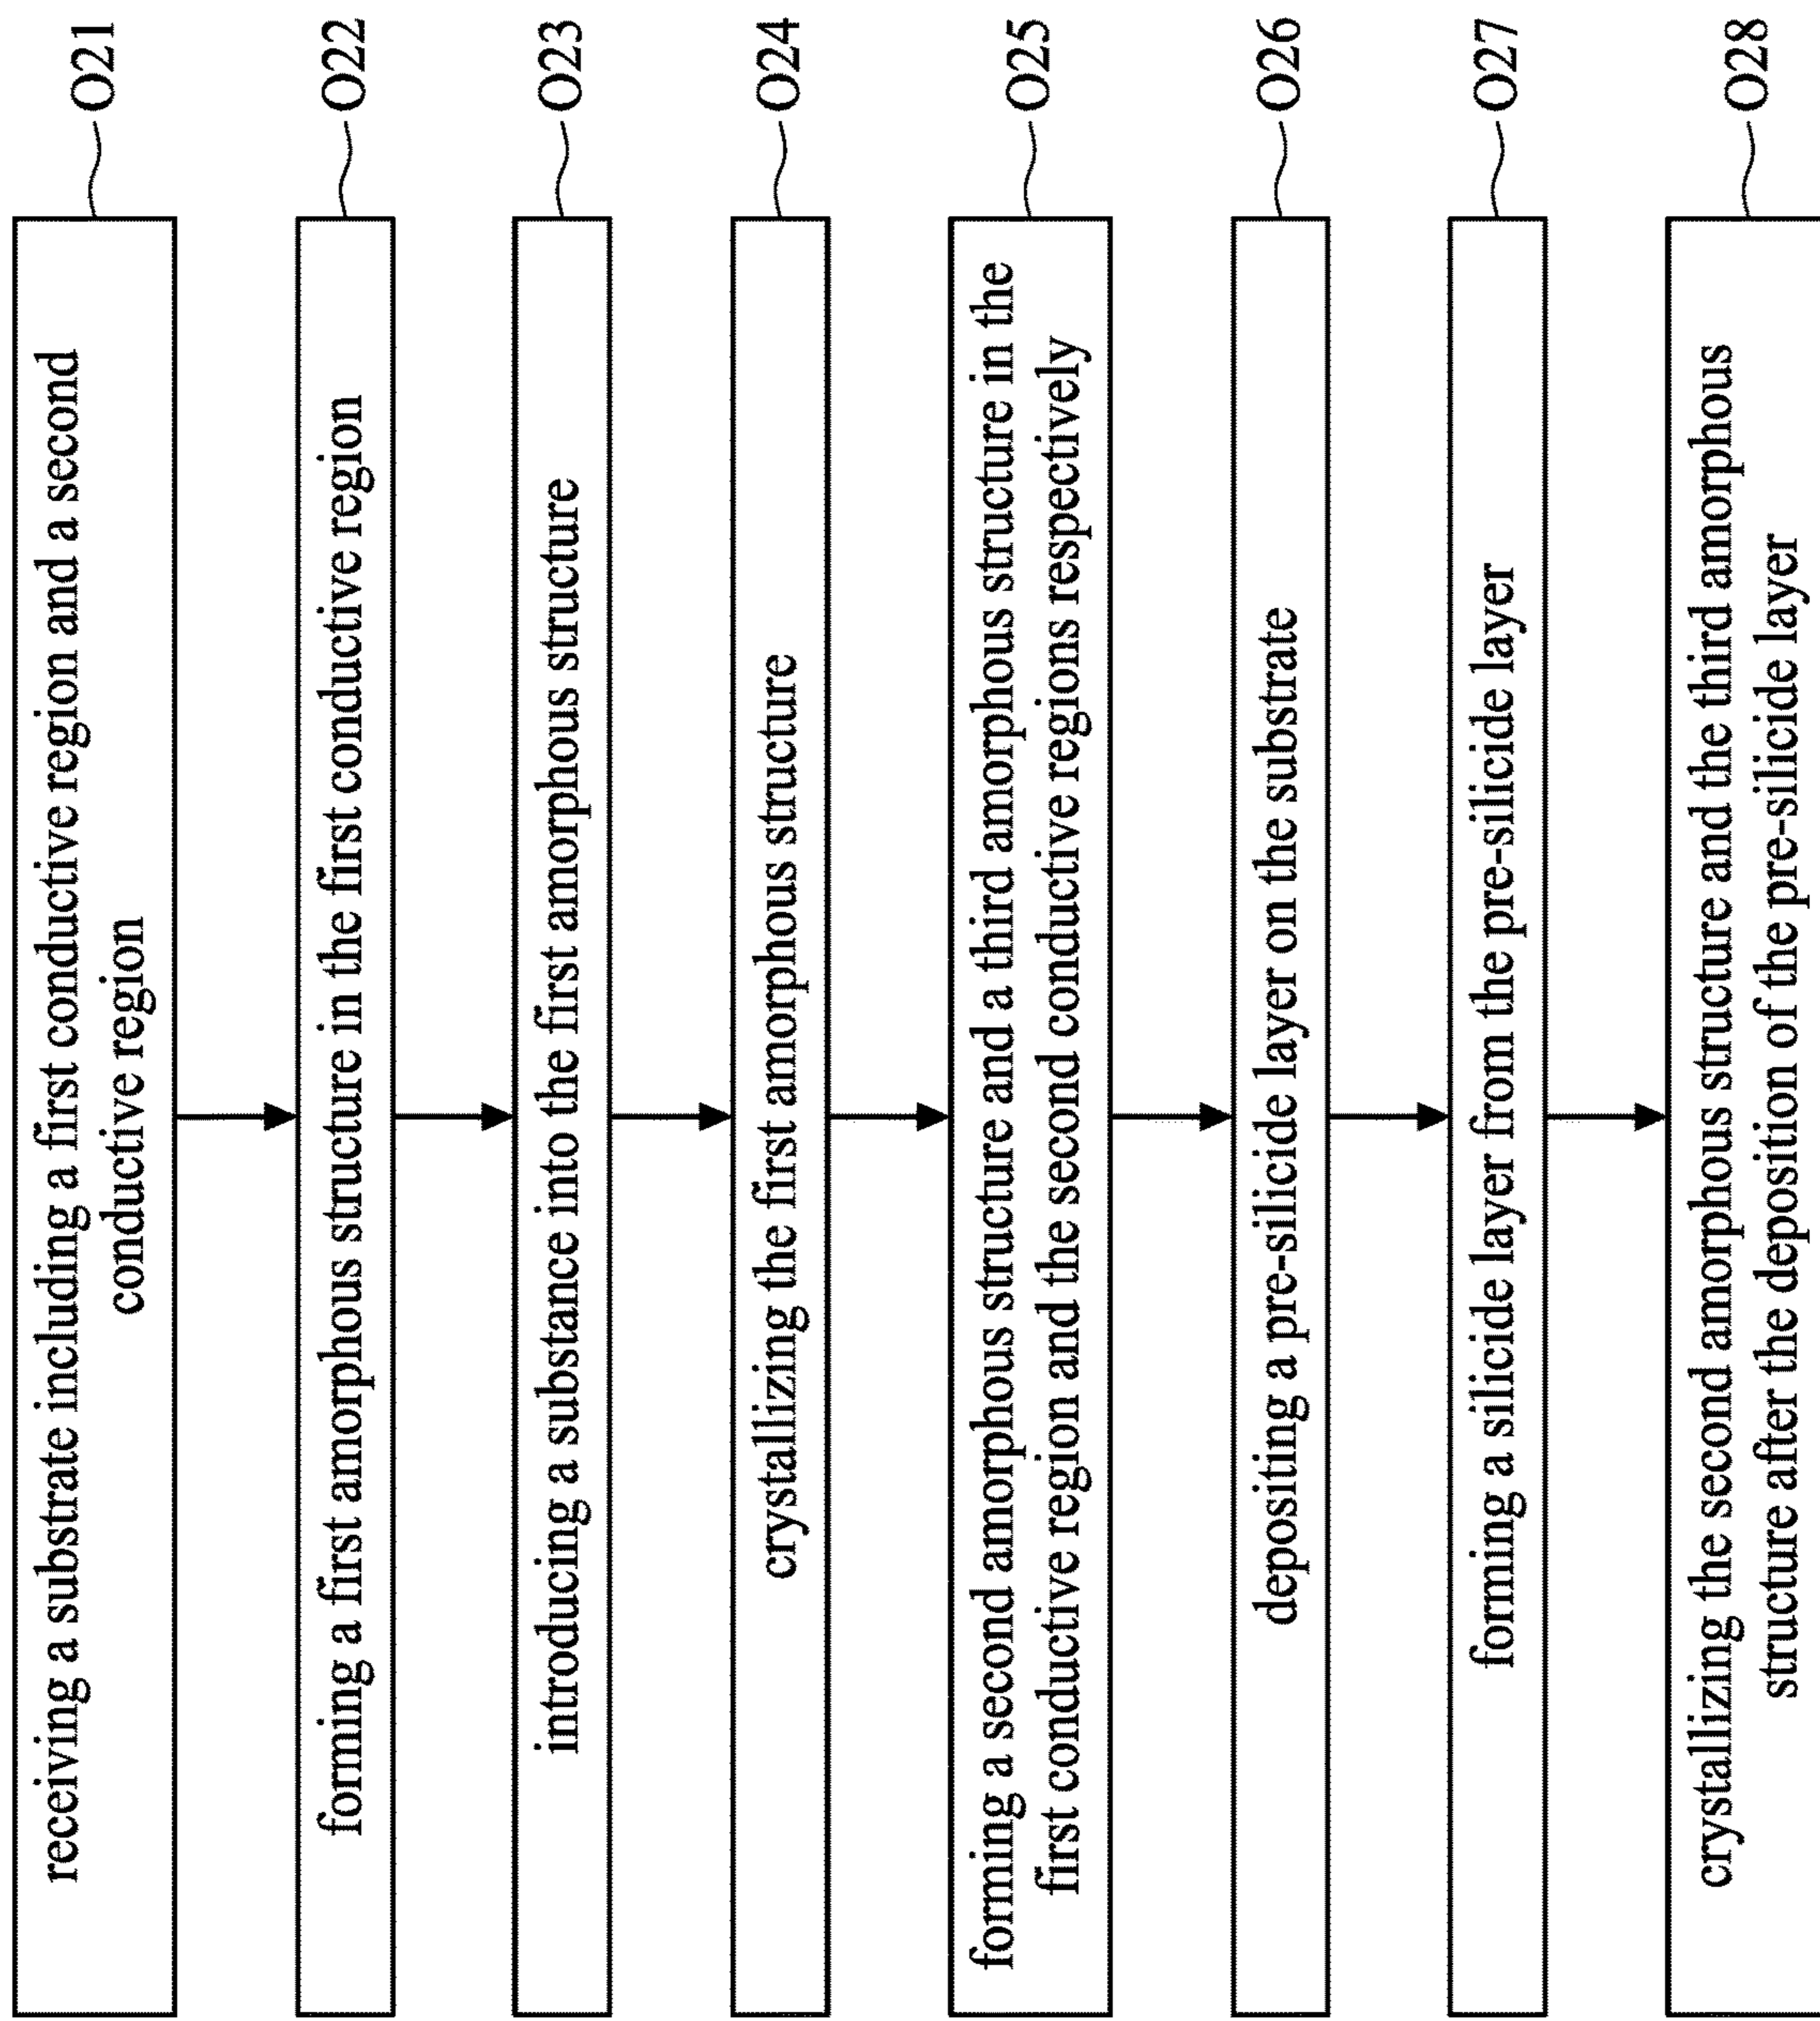 receiving a substrate including a first conductive region and a second
conductive region
O21
forming a first amorphous structure in the first conductive region
O22
introducing a substance into the first amorphous structure
O23
crystallizing the first amorphous structure
O24
forming a second amorphous structure and a third amorphous structure in the
first conductive region and the second conductive regions respectively
O25
depositing a pre-silicide layer on the substrate
O26
forming a silicide layer from the pre-silicide layer
O27
crystallizing the second amorphous structure and the third amorphous
structure after the deposition of the pre-silicide layer
O28